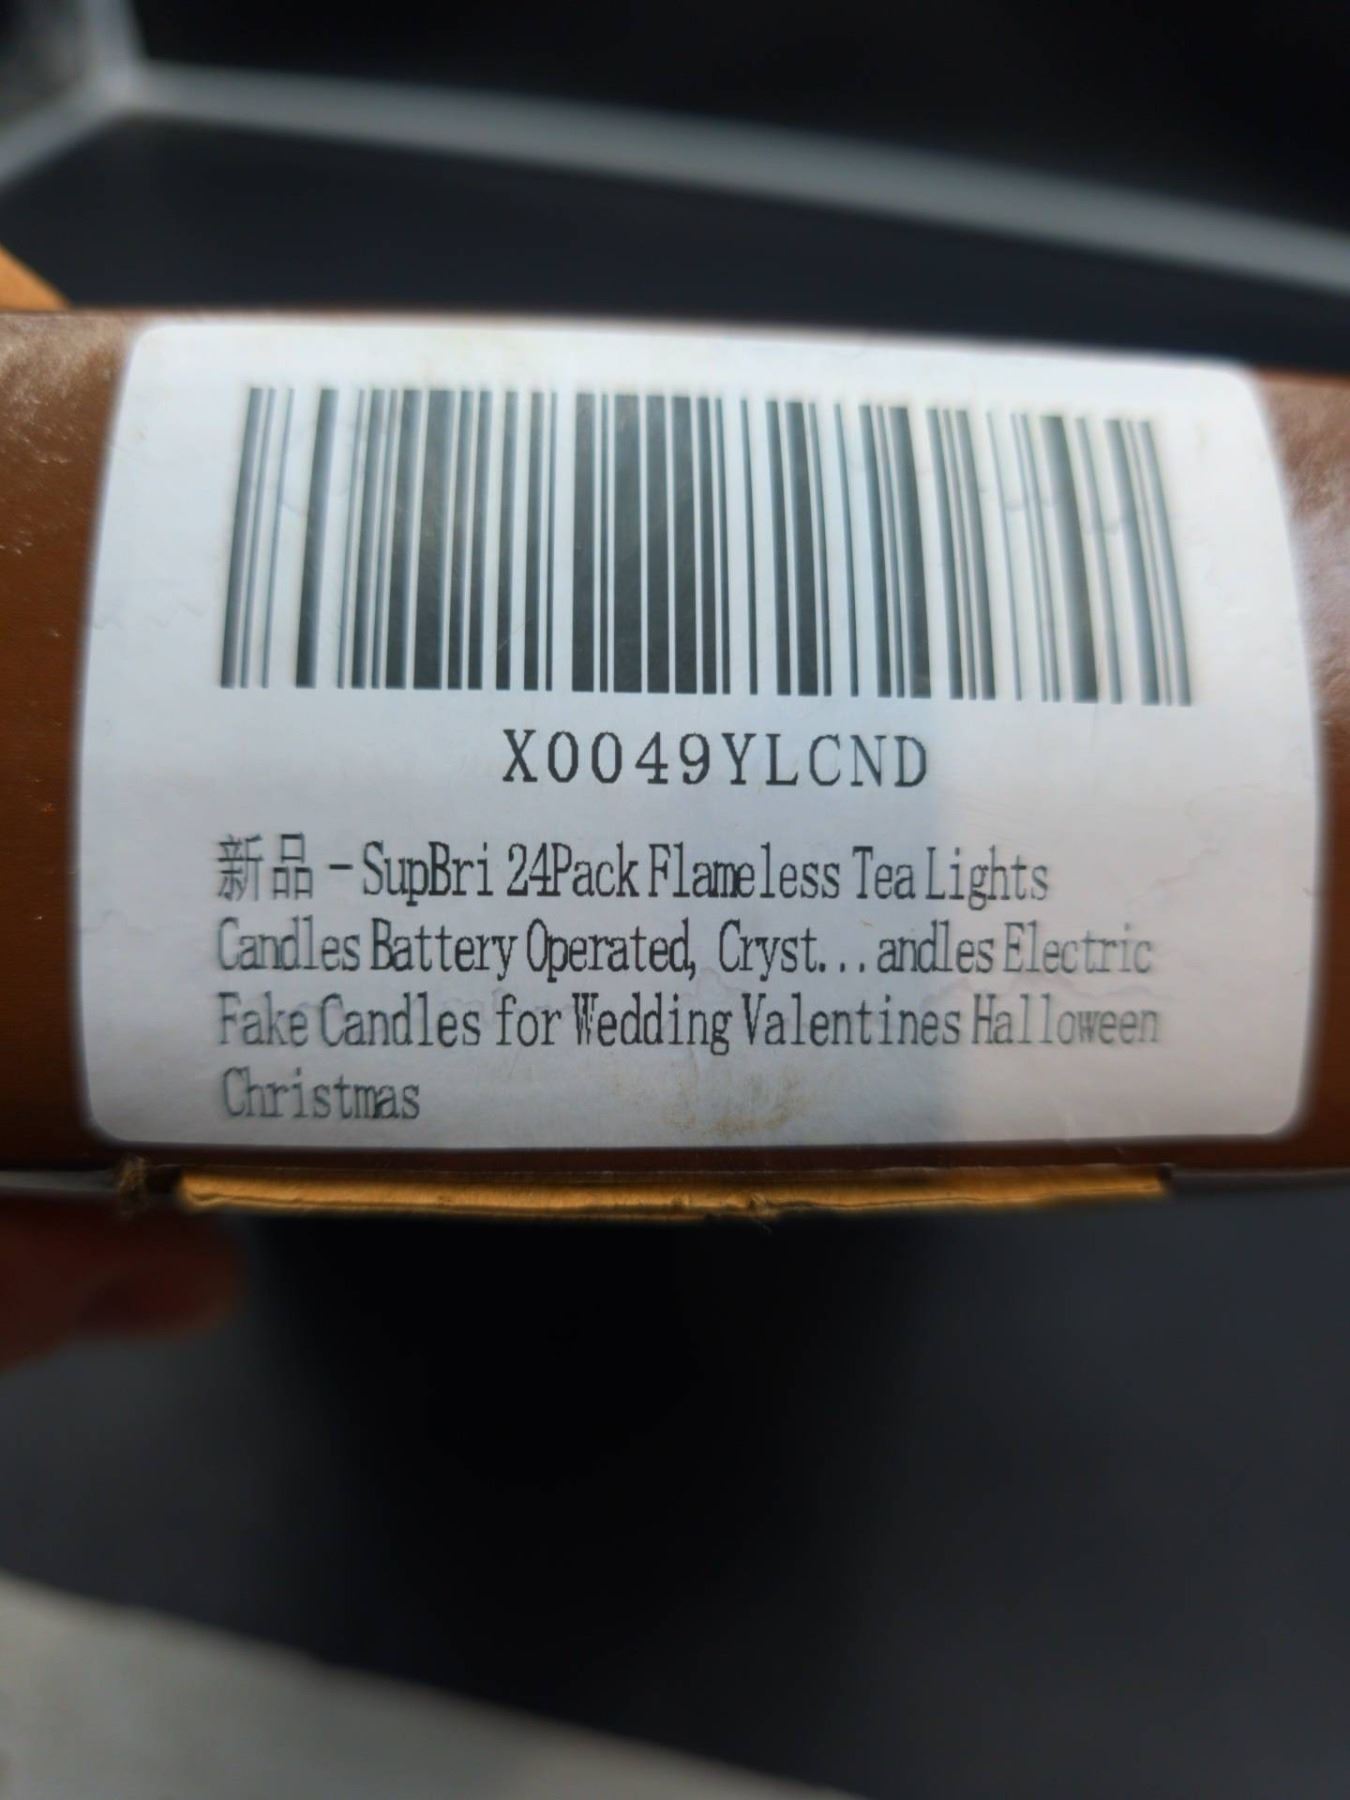 X0049YLCND
新品 - SupBri 24Pack Flameless Tea Lights
Candles Battery Operated, Cryst...andles Electric
Fake Candles for Wedding Valentines Halloween
Christmas